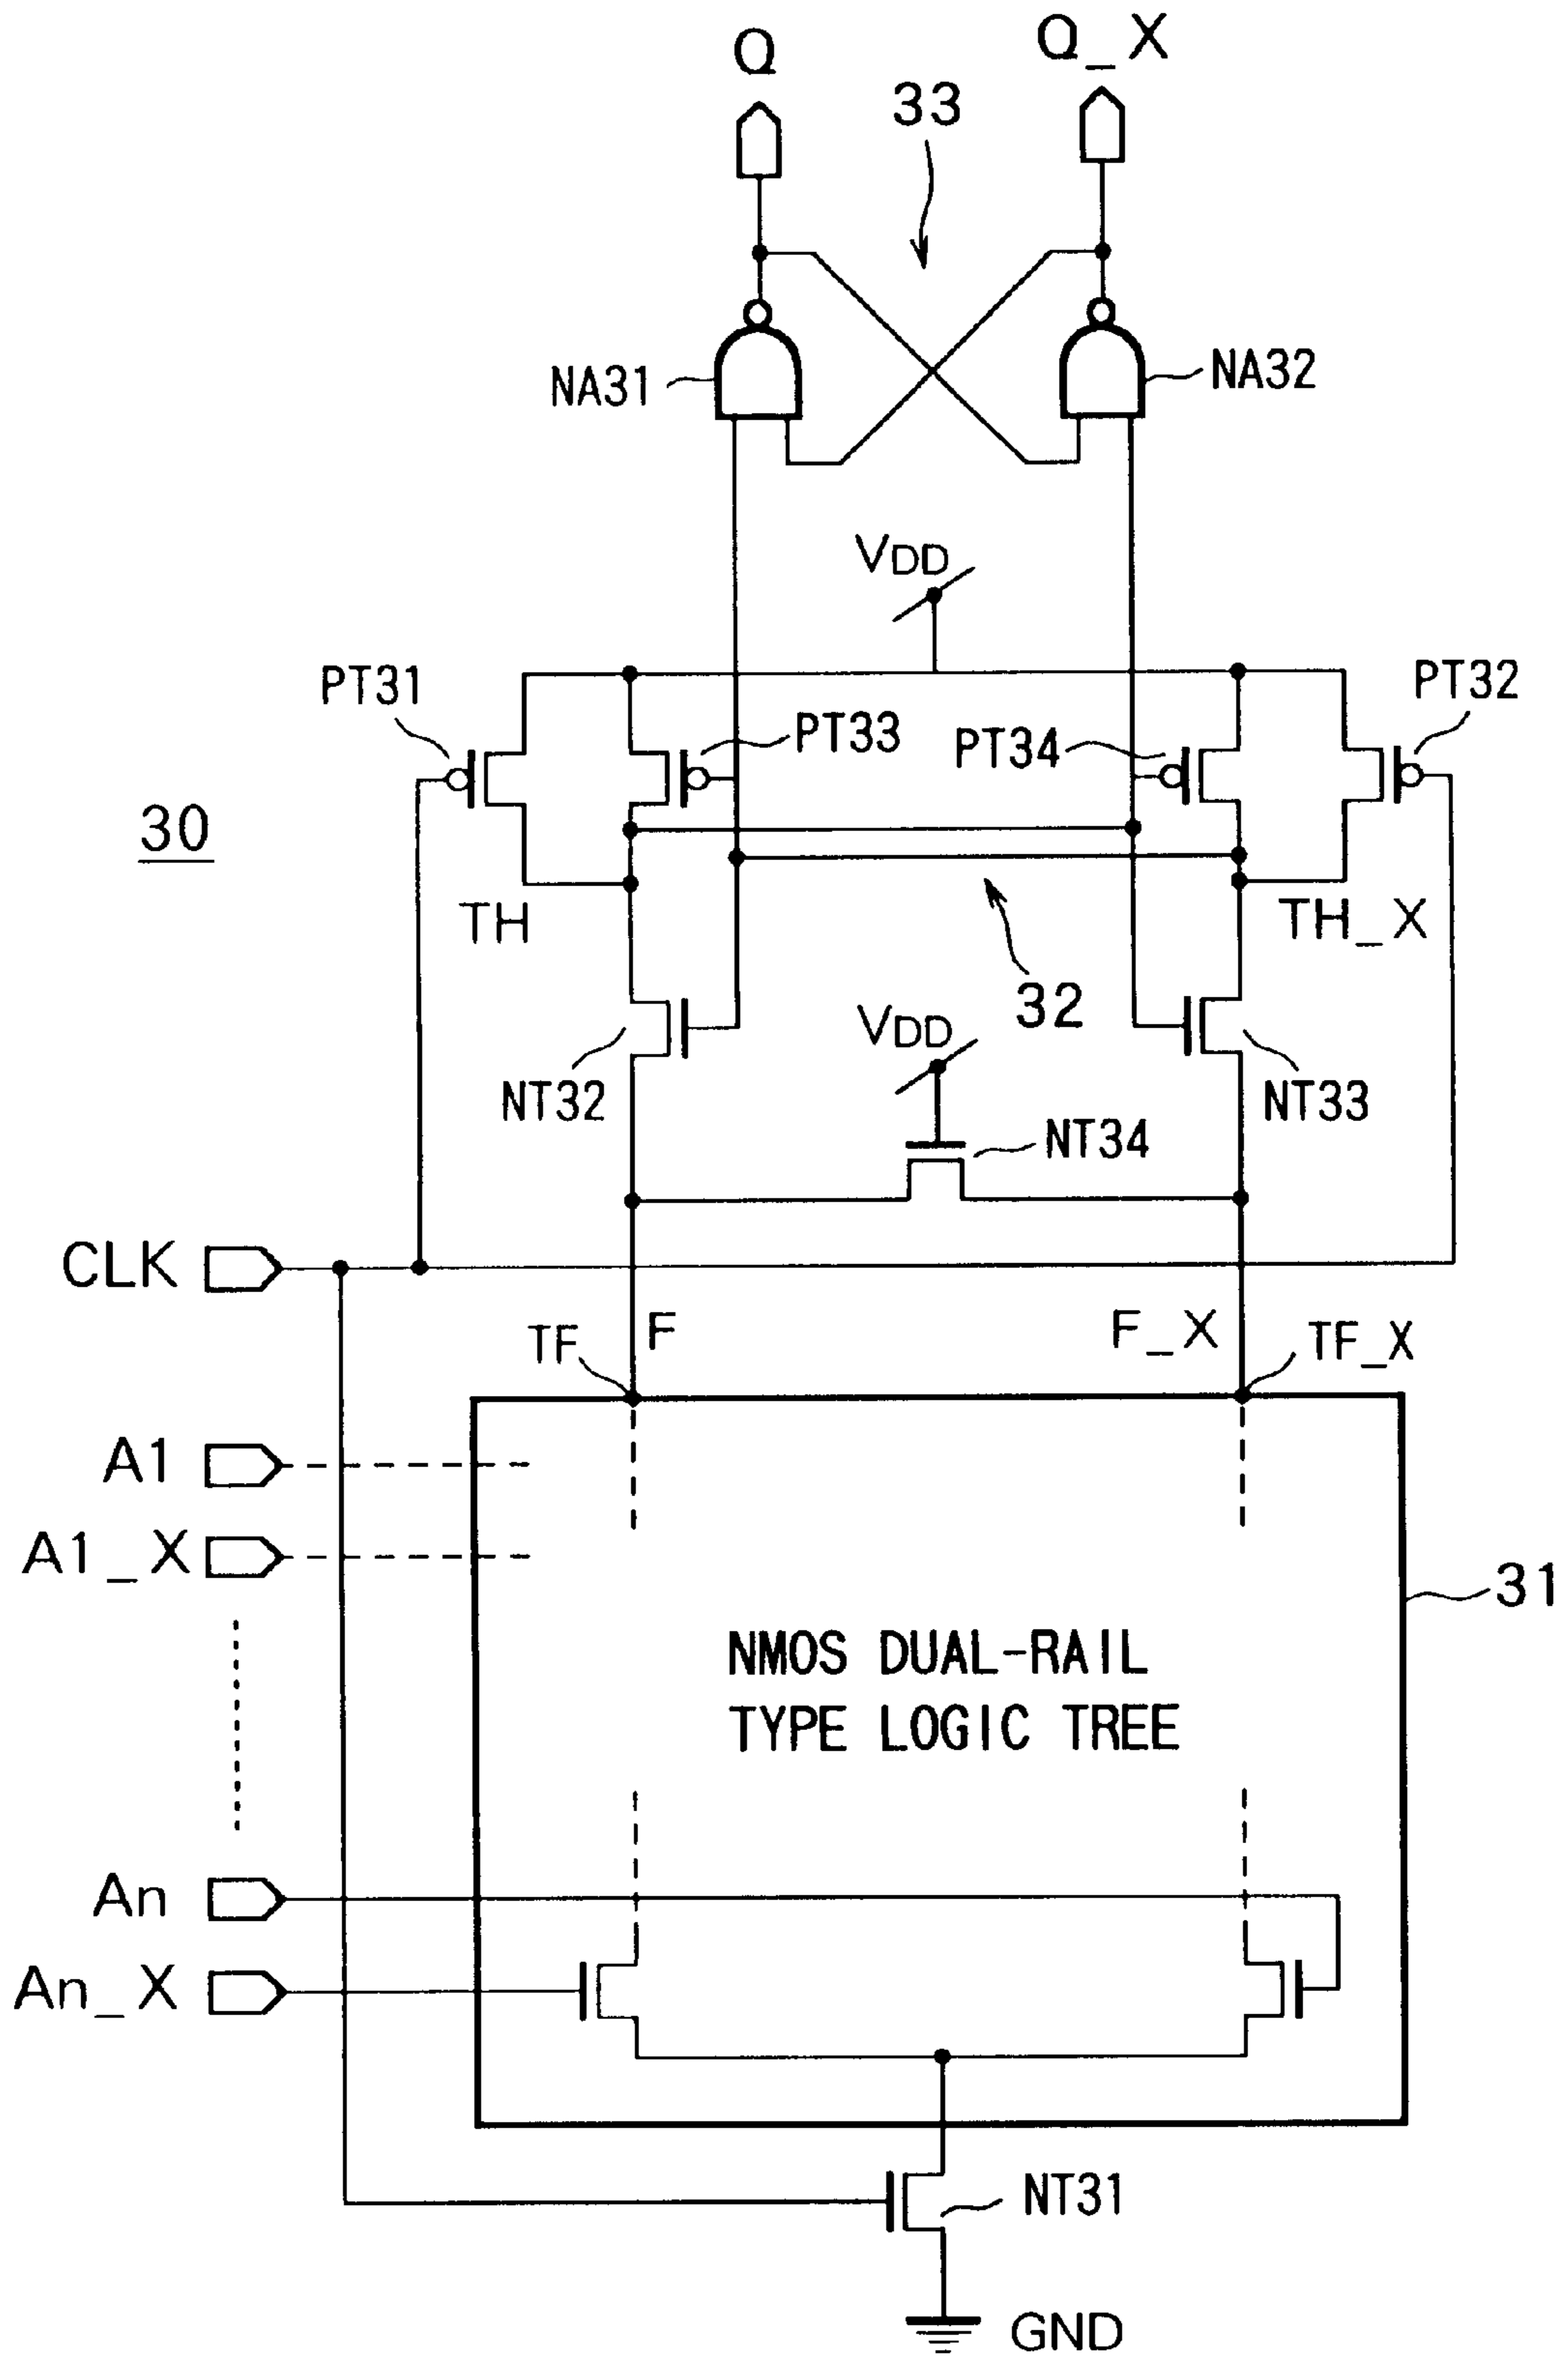 Q
Q_X
33
NA31
NA32
VDD
PT31
PT33
PT34
PT32
30
TH
TH_X
32
VDD
NT32
NT33
NT34
CLK
TF
F
F_X
TF_X
A1
A1_X
31
NMOS DUAL-RAIL
TYPE LOGIC TREE
An
An_X
NT31
GND